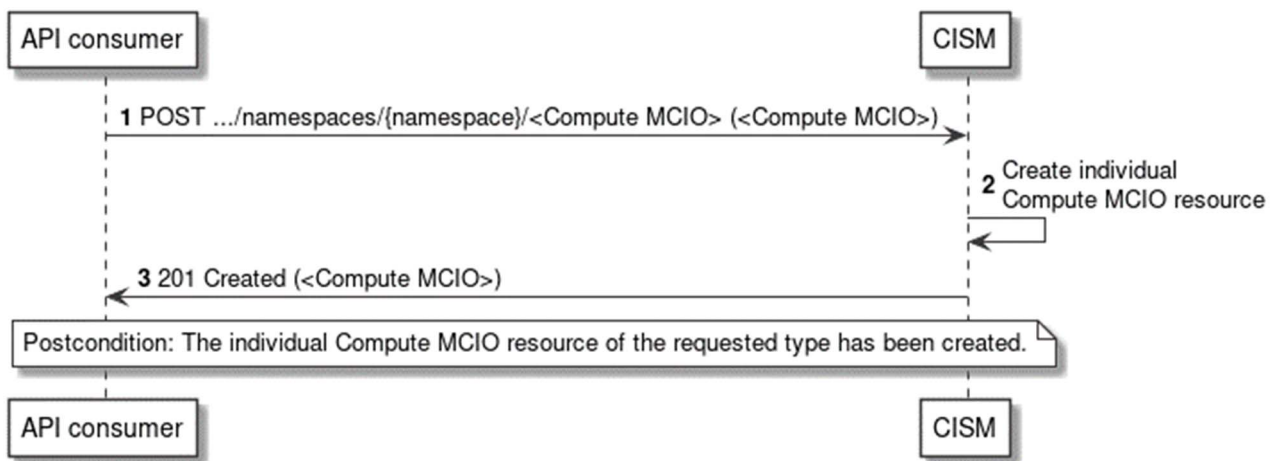 API consumer
CISM
1 POST .../namespaces/{namespace}/<Compute MCIO> (<Compute MCIO>)
2 Create individual
Compute MCIO resource
3 201 Created (<Compute MCIO>)
Postcondition: The individual Compute MCIO resource of the requested type has been created.
API consumer
CISM